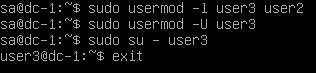 sa@dc-1:~$ sudo usermod -l user3 user2
sa@dc-1:~$ sudo usermod -U user3
sa@dc-1:~$ sudo su - user3
user3@dc-1:~$ exit